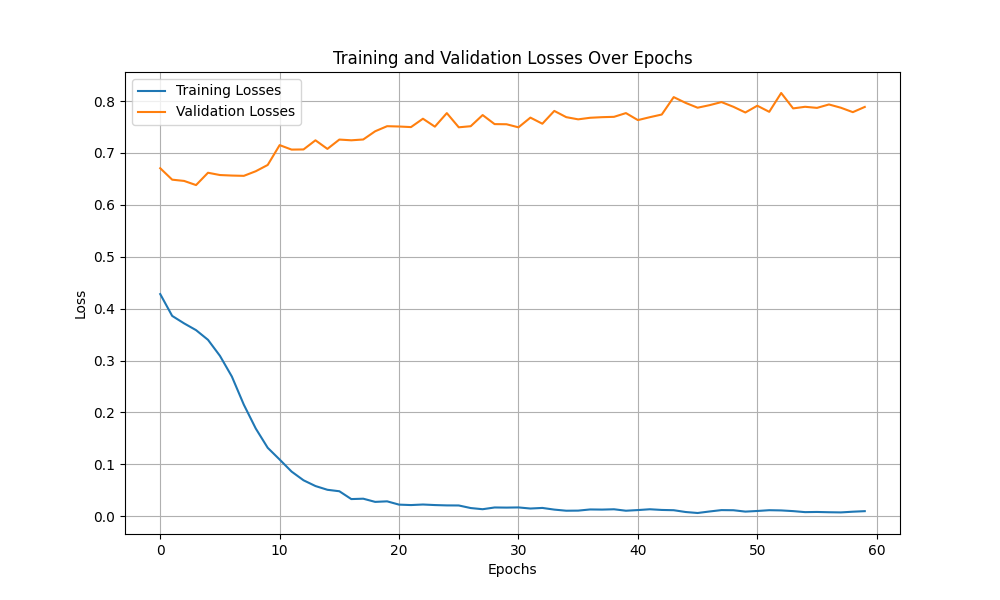 Training and Validation Losses Over Epochs
Training Losses
Validation Losses
0.8
0.7
0.6
0.5
0.4
0.3
0.2
0.1
0.0
Loss
0 10 20 30 40 50 60
Epochs